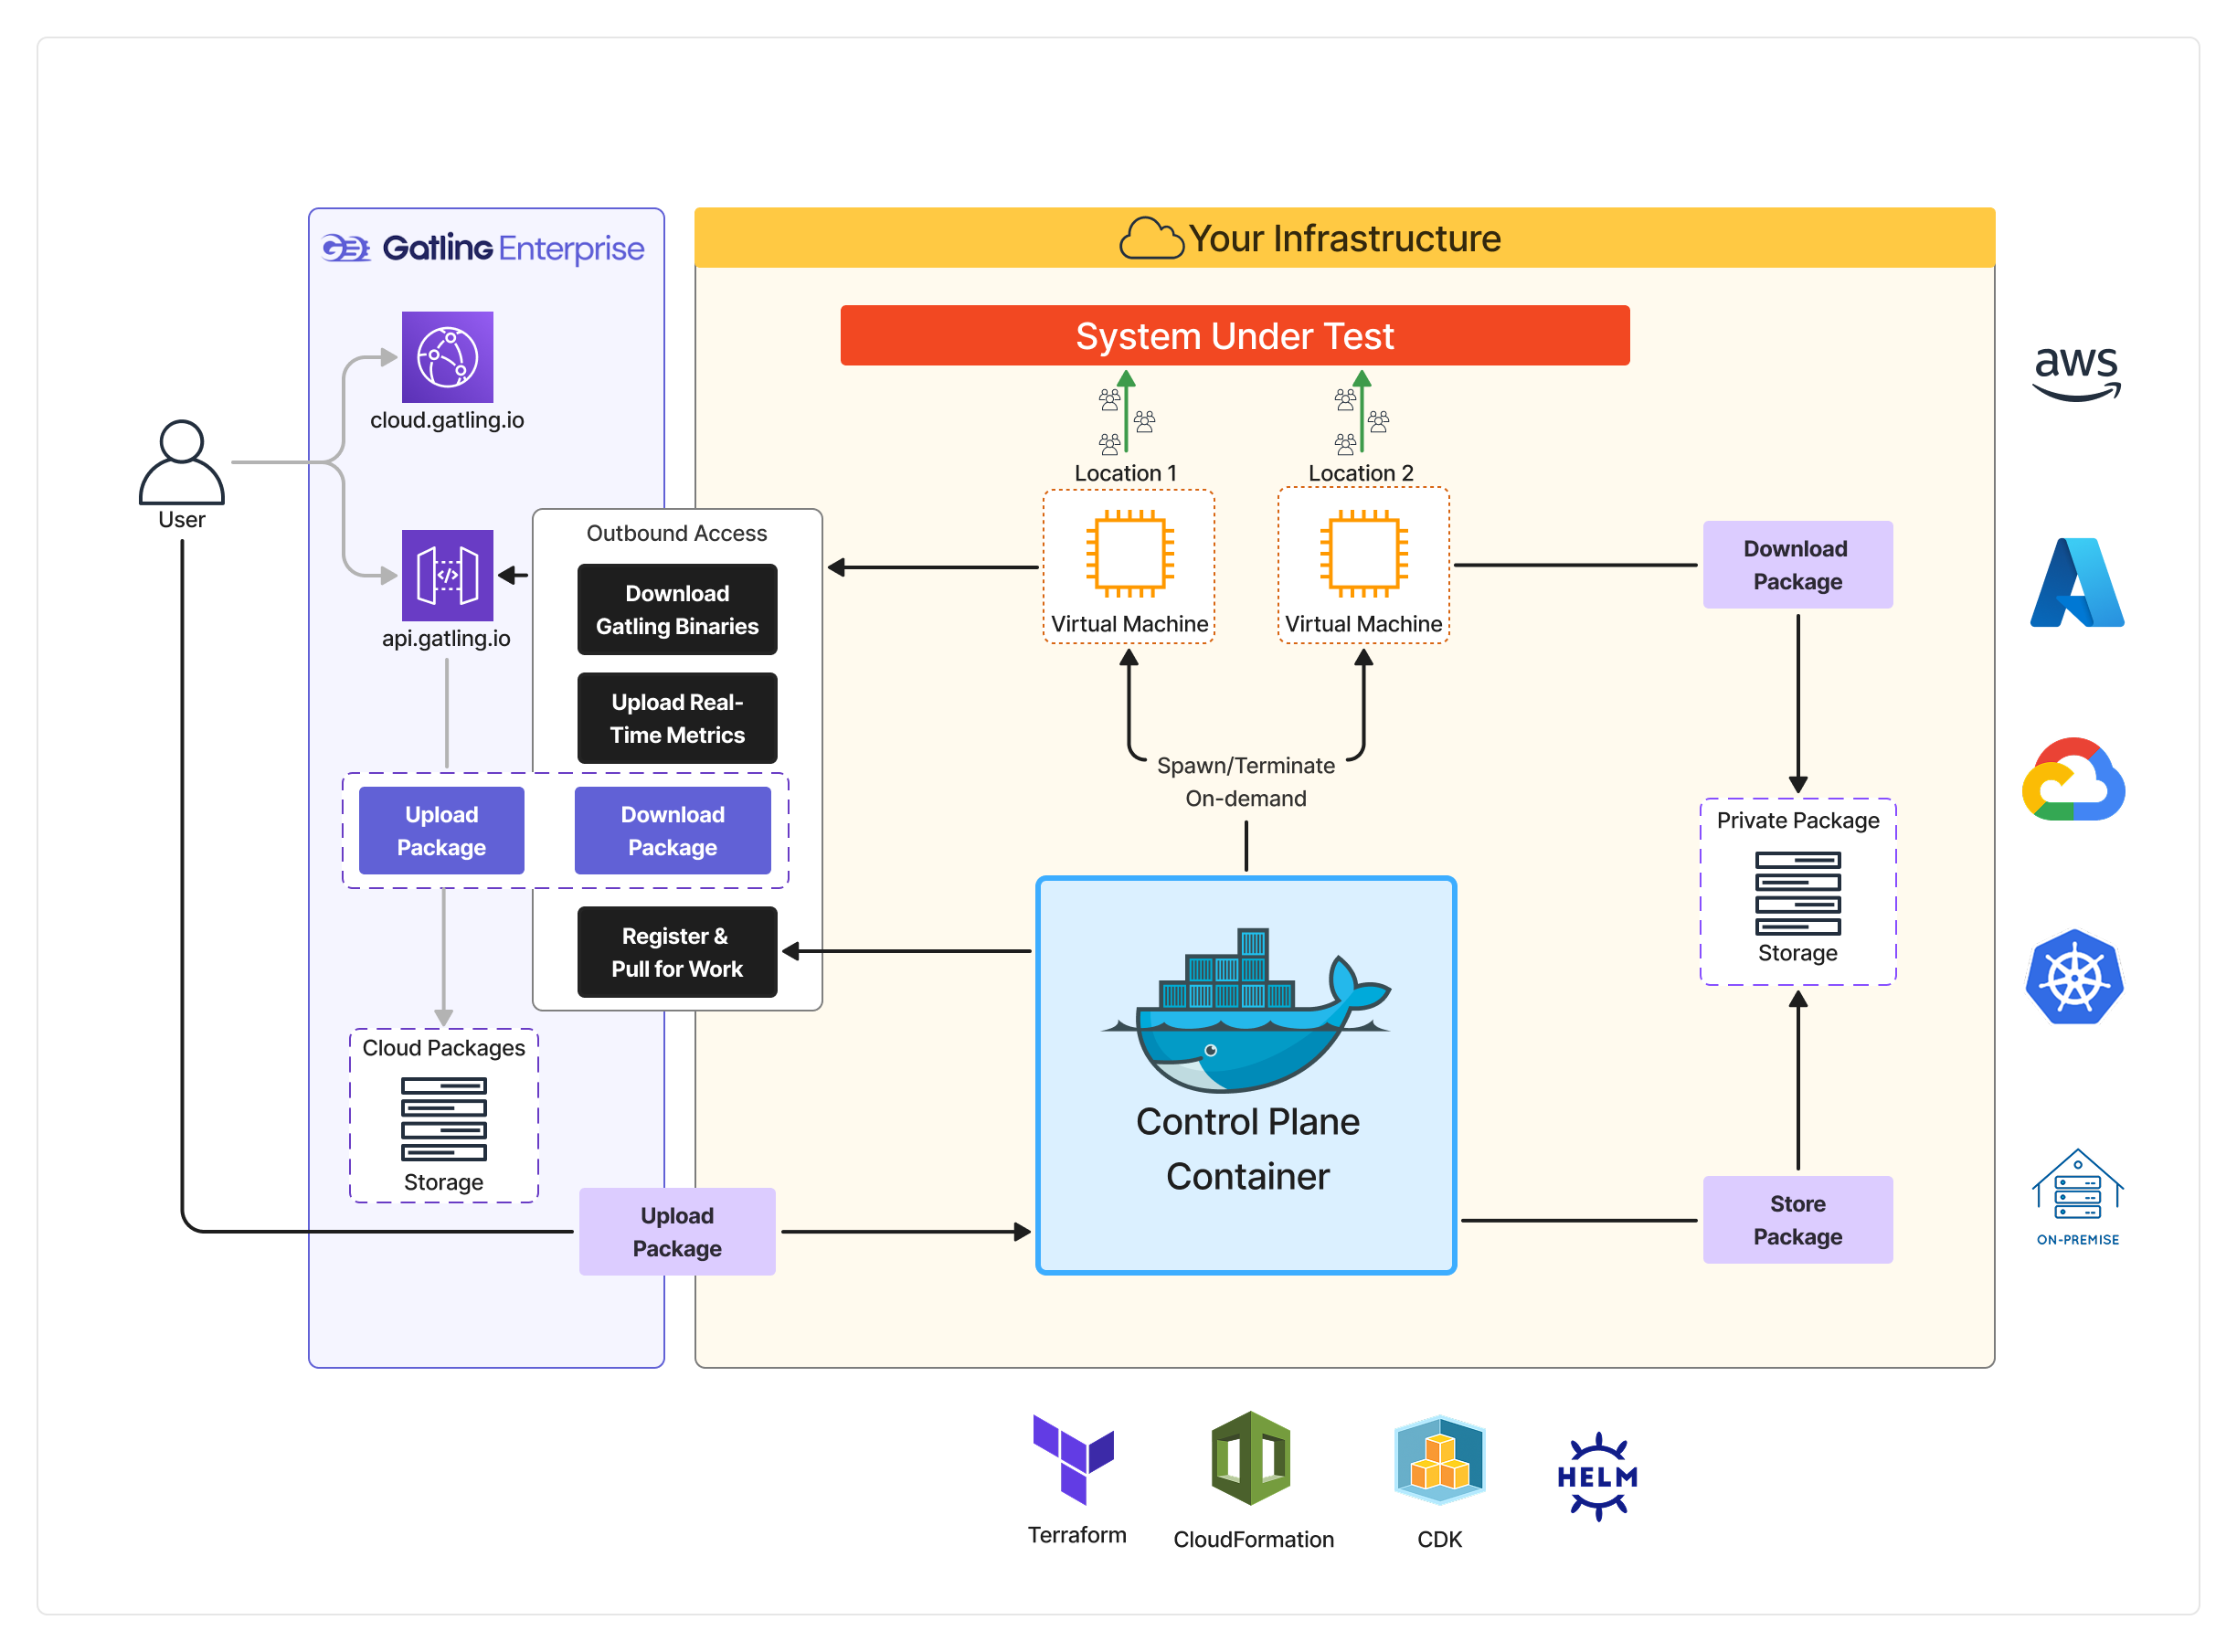 Gatling Enterprise
Your Infrastructure
System Under Test
cloud.gatling.io
User
api.gatling.io
Outbound Access
Download
Gatling Binaries
Upload Real-
Time Metrics
Upload
Package
Download
Package
Register &
Pull for Work
Cloud Packages
Storage
Upload
Package
Location 1
Virtual Machine
Location 2
Virtual Machine
Spawn/Terminate
On-demand
Control Plane
Container
Download
Package
Private Package
Storage
Store
Package
aws
ON-PREMISE
Terraform
CloudFormation
CDK
HELM